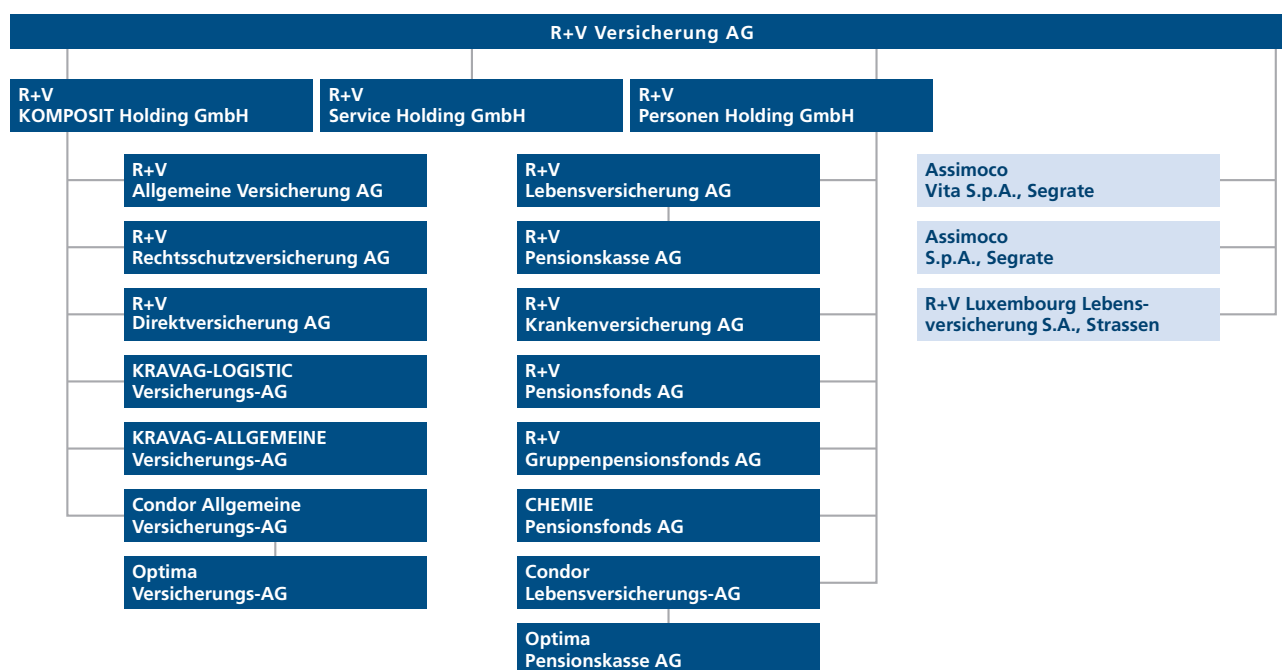 R+V Versicherung AG
R+V
KOMPOSIT Holding GmbH
R+V
Service Holding GmbH
R+V
Personen Holding GmbH
R+V
Allgemeine Versicherung AG
R+V
Rechtsschutzversicherung AG
R+V
Direktversicherung AG
KRAVAG-LOGISTIC
Versicherungs-AG
KRAVAG-ALLGEMEINE
Versicherungs-AG
Condor Allgemeine
Versicherungs-AG
Optima
Versicherungs-AG
R+V
Lebensversicherung AG
R+V
Pensionskasse AG
R+V
Krankenversicherung AG
R+V
Pensionsfonds AG
R+V
Gruppenpensionsfonds AG
CHEMIE
Pensionsfonds AG
Condor
Lebensversicherungs-AG
Optima
Pensionskasse AG
Assimoco
Vita S.p.A., Segrate
Assimoco
S.p.A., Segrate
R+V Luxembourg Lebens-
versicherung S.A., Strassen